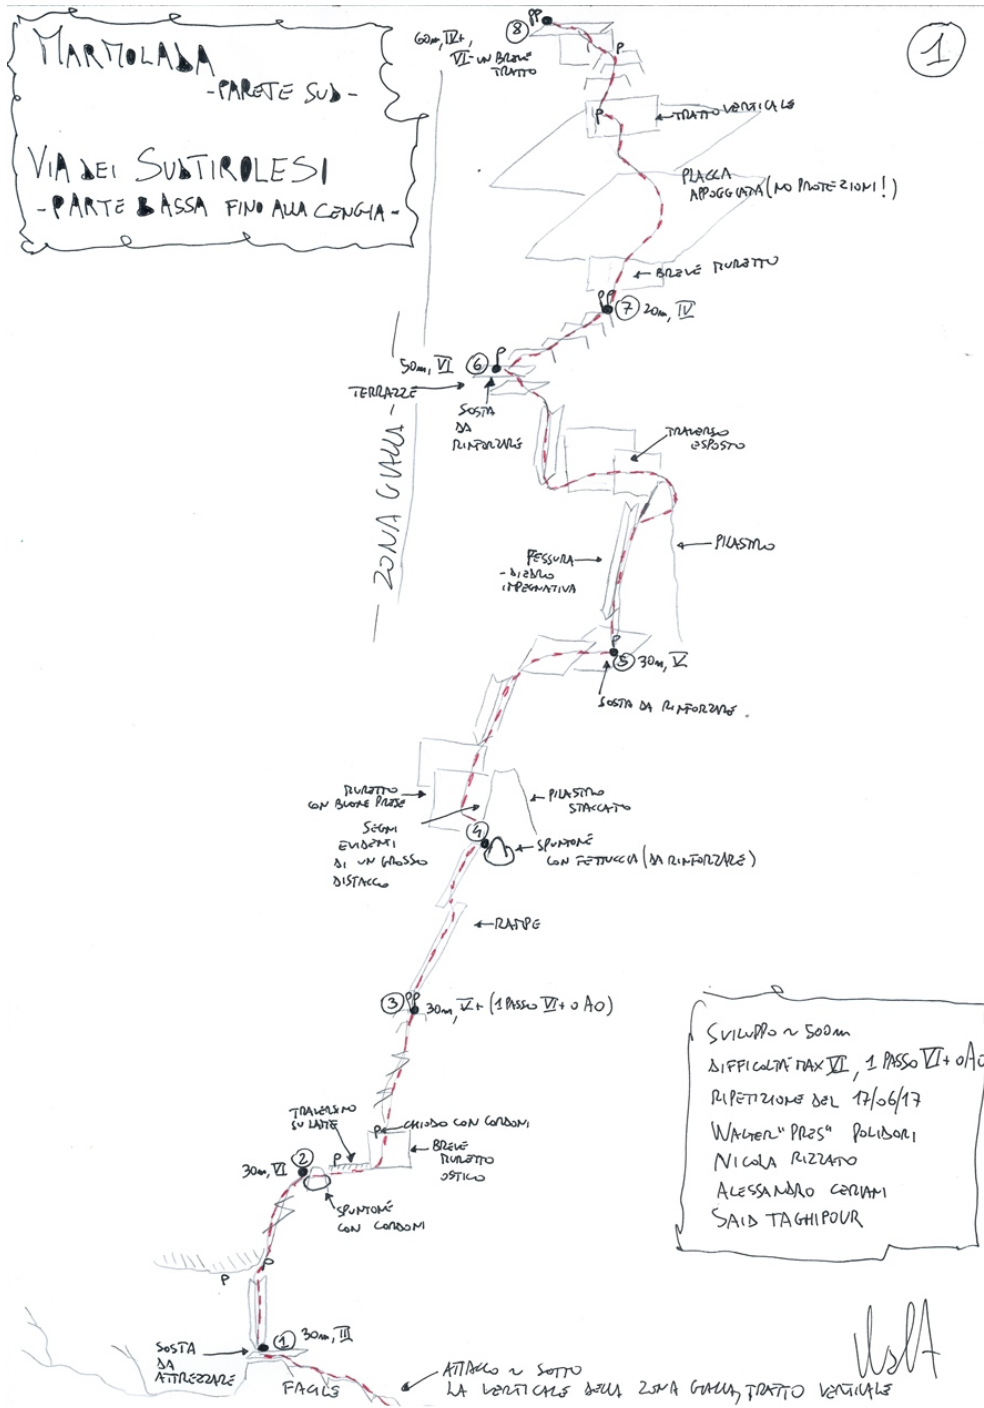 MARMOLADA
- PARETE SUD -
VIA DEI SUDTIROLESI
- PARTE BASSA FINO ALLA CENGIA -
1
8
PP
60m, IV+,
VI- UN BREVE
TRATTO
P
P
TRATTO VERTICALE
PLACCA
APPOGGIATA (NO PROTEZIONI!)
BREVE MURETTO
PP
7 20m, IV
P
50m, VI 6
TERRAZZE
SOSTA
DA
RINFORZARE
TRAVERSO
ESPOSTO
- ZONA GIALLA -
FESSURA
- DIEDRO
IMPEGNATIVA
PILASTRO
P
5 30m, V
SOSTA DA RINFORZARE.
MURETTO
CON BUONE PRESE
PILASTRO
STACCATO
SEGNI
EVIDENTI
DI UN GROSSO
DISTACCO
4
SPUNTONE
CON FETTUCCIA (DA RINFORZARE)
RAMPE
3 PP 30m, V+ (1 PASSO VI+ o A0)
TRAVERSINO
SU LAME
P CHIODO CON CORDONI
BREVE
MURETTO
OSTICO
2
30m, VI
P
SPUNTONE
CON CORDONI
P
P
1 30m, III
SOSTA
DA
ATTREZZARE
FACILE
ATTACCO ~ SOTTO
LA VERTICALE DELLA ZONA GIALLA, TRATTO VERTICALE
SVILUPPO ~ 500m
DIFFICOLTÀ MAX VI, 1 PASSO VI+ o A0
RIPETIZIONE DEL 17/06/17
WALTER "PRES" POLIDORI
NICOLA RIZZATO
ALESSANDRO CERIANI
SAID TAGHIPOUR